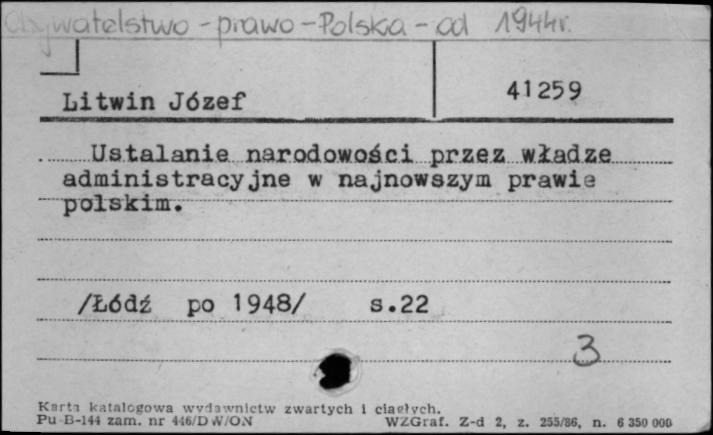 Obywatelstwo - prawo - Polska - od 1944r.
Litwin Józef 41259
Ustalanie narodowości przez władze
administracyjne w najnowszym prawie
polskim.
/Łódź po 1948/ s.22
3
Karta katalogowa wydawnictw zwartych i ciągłych.
Pu-B-144 zam. nr 446/DW/ON WZGraf. Z-d 2, z. 255/86, n. 6 350 000